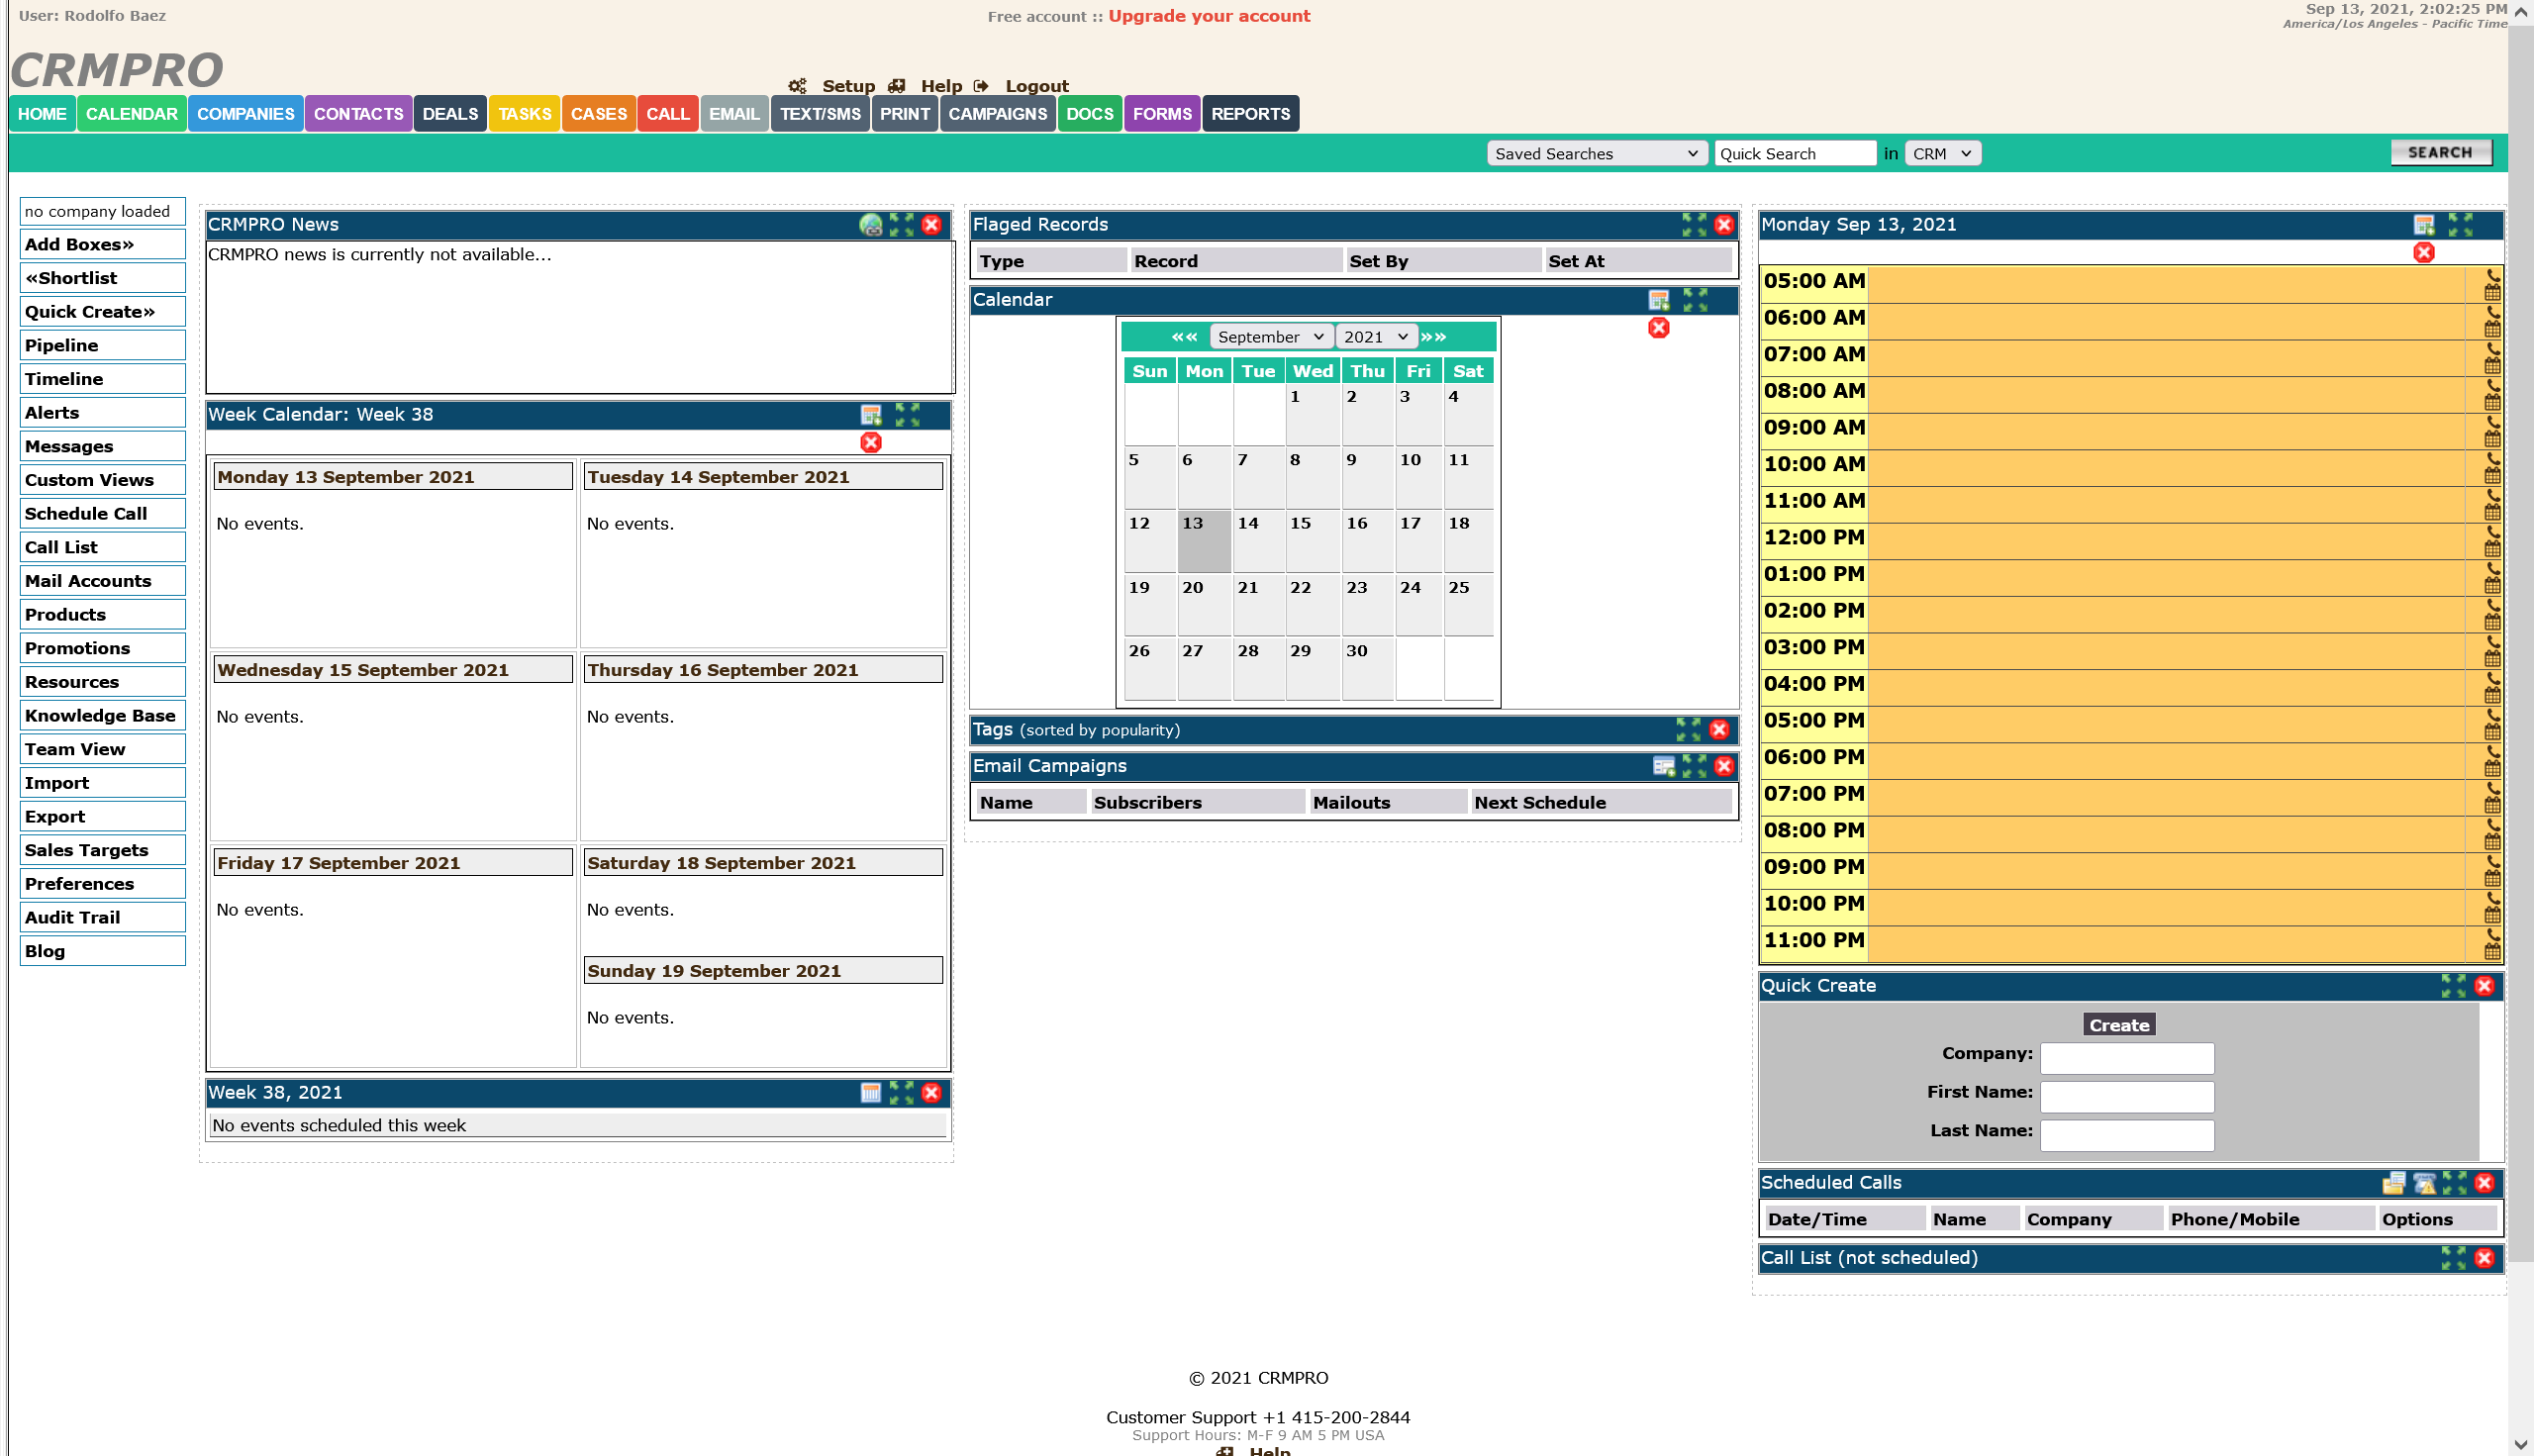 User: Rodolfo Baez
Free account :: Upgrade your account
Sep 13, 2021, 2:02:25 PM
America/Los Angeles - Pacific Time
CRMPRO
Setup Help Logout
HOME CALENDAR COMPANIES CONTACTS DEALS TASKS CASES CALL EMAIL TEXT/SMS PRINT CAMPAIGNS DOCS FORMS REPORTS
Saved Searches Quick Search in CRM SEARCH
no company loaded
Add Boxes»
«Shortlist
Quick Create»
Pipeline
Timeline
Alerts
Messages
Custom Views
Schedule Call
Call List
Mail Accounts
Products
Promotions
Resources
Knowledge Base
Team View
Import
Export
Sales Targets
Preferences
Audit Trail
Blog
CRMPRO News
CRMPRO news is currently not available...
Week Calendar: Week 38
Monday 13 September 2021
No events.
Tuesday 14 September 2021
No events.
Wednesday 15 September 2021
No events.
Thursday 16 September 2021
No events.
Friday 17 September 2021
No events.
Saturday 18 September 2021
No events.
Sunday 19 September 2021
No events.
Week 38, 2021
No events scheduled this week
Flaged Records
Type Record Set By Set At
Calendar
«« September 2021 »»
Sun Mon Tue Wed Thu Fri Sat
1 2 3 4
5 6 7 8 9 10 11
12 13 14 15 16 17 18
19 20 21 22 23 24 25
26 27 28 29 30
Tags (sorted by popularity)
Email Campaigns
Name Subscribers Mailouts Next Schedule
Monday Sep 13, 2021
05:00 AM
06:00 AM
07:00 AM
08:00 AM
09:00 AM
10:00 AM
11:00 AM
12:00 PM
01:00 PM
02:00 PM
03:00 PM
04:00 PM
05:00 PM
06:00 PM
07:00 PM
08:00 PM
09:00 PM
10:00 PM
11:00 PM
Quick Create
Create
Company:
First Name:
Last Name:
Scheduled Calls
Date/Time Name Company Phone/Mobile Options
Call List (not scheduled)
© 2021 CRMPRO
Customer Support +1 415-200-2844
Support Hours: M-F 9 AM 5 PM USA
Help